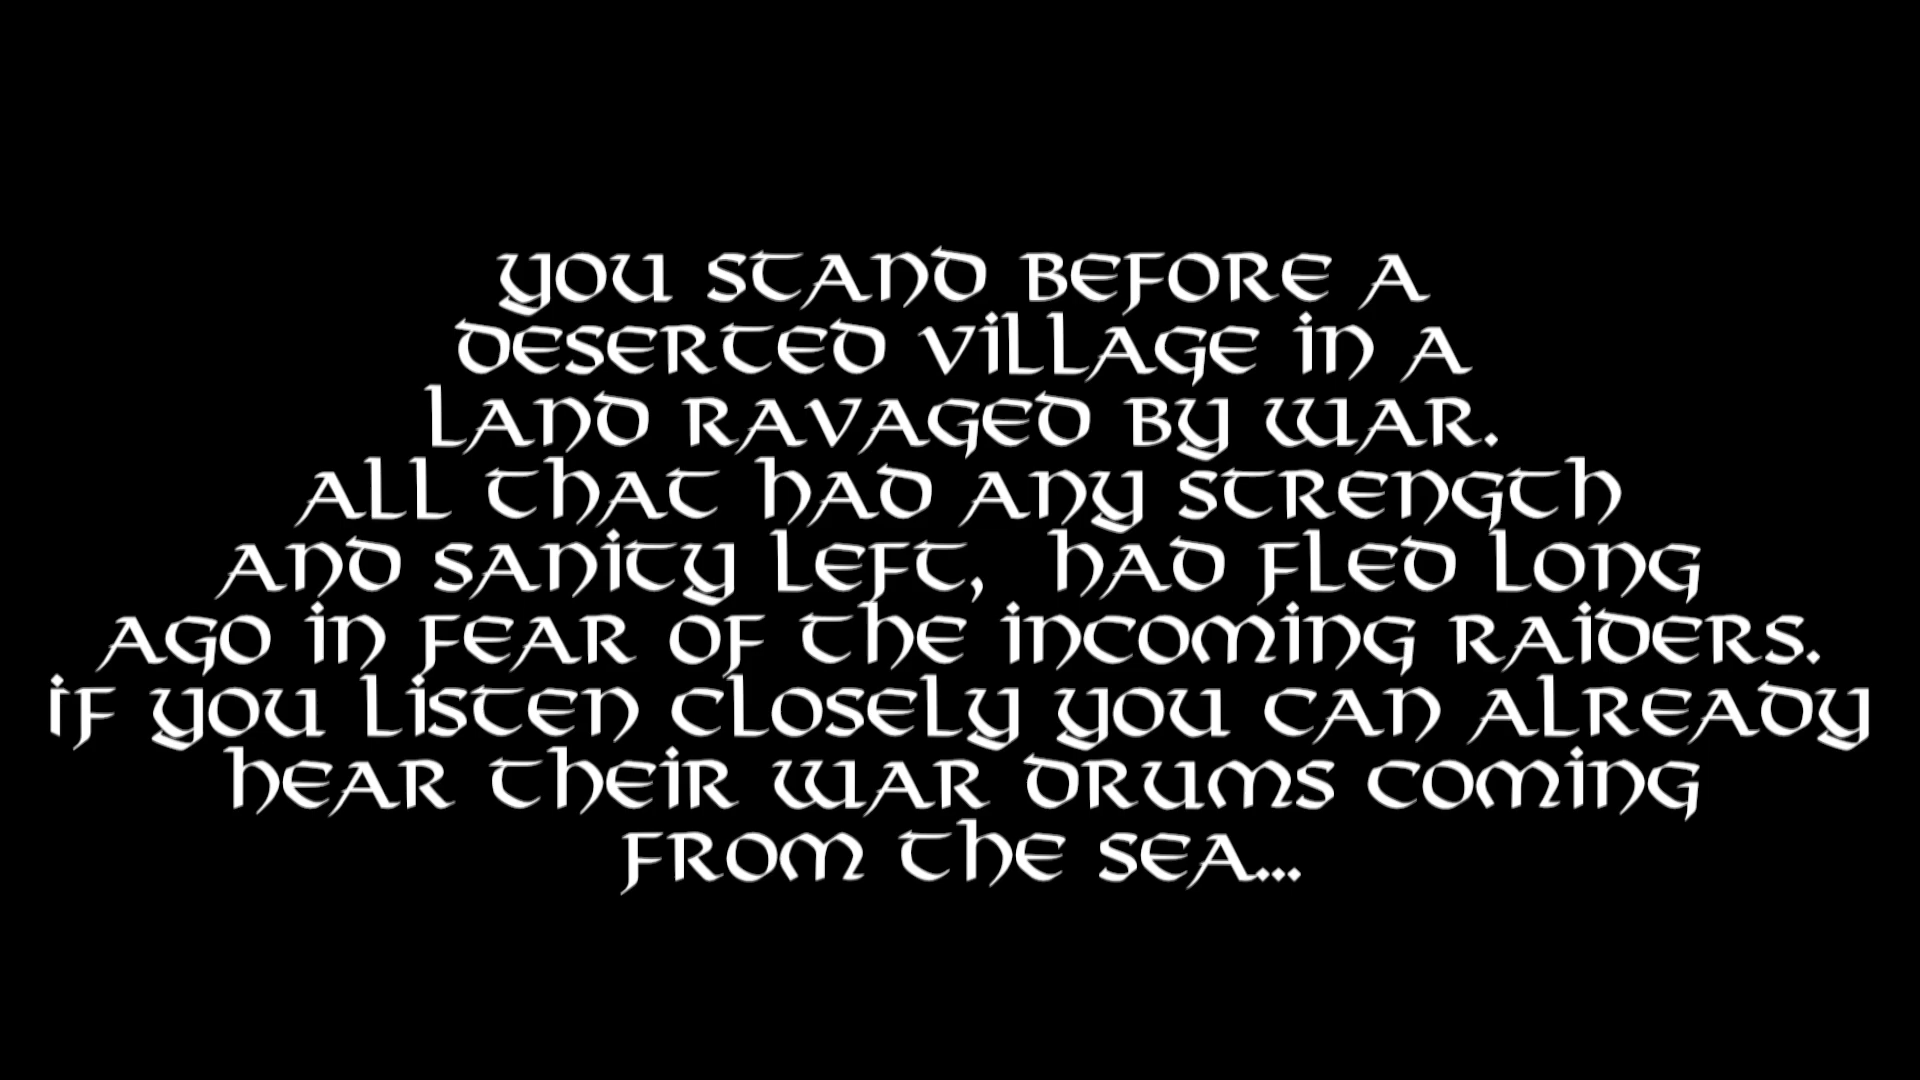 you stand before a
deserted village in a
land ravaged by war.
all that had any strength
and sanity left,  had fled long
ago in fear of the incoming raiders.
if you listen closely you can already
hear their war drums coming
from the sea...